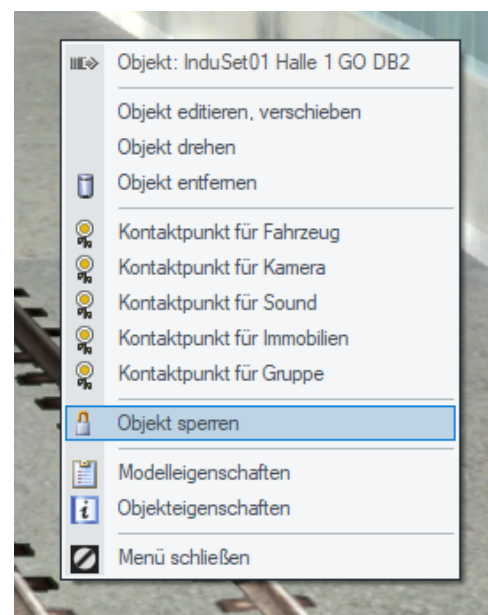 Objekt: InduSet01 Halle 1 GO DB2
Objekt editieren, verschieben
Objekt drehen
Objekt entfernen
Kontaktpunkt für Fahrzeug
Kontaktpunkt für Kamera
Kontaktpunkt für Sound
Kontaktpunkt für Immobilien
Kontaktpunkt für Gruppe
Objekt sperren
Modelleigenschaften
Objekteigenschaften
Menü schließen